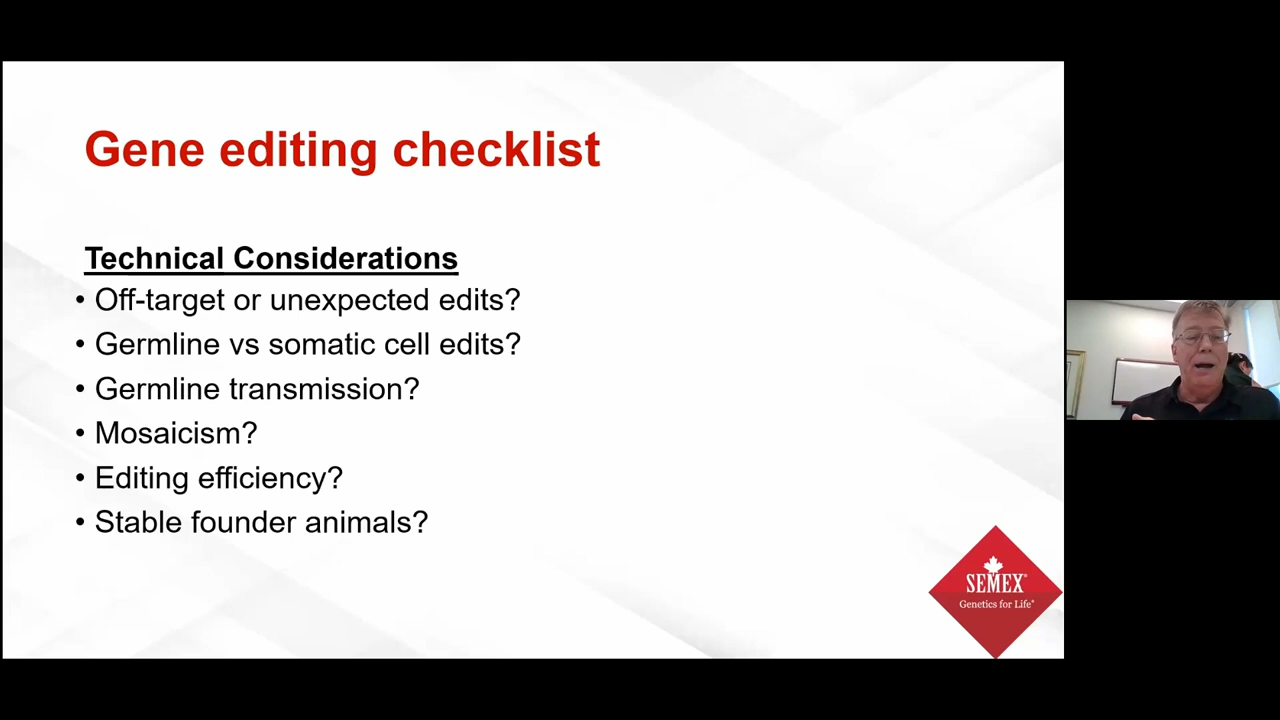 Gene editing checklist
Technical Considerations
• Off-target or unexpected edits?
• Germline vs somatic cell edits?
• Germline transmission?
• Mosaicism?
• Editing efficiency?
• Stable founder animals?
SEMEX®
Genetics for Life®